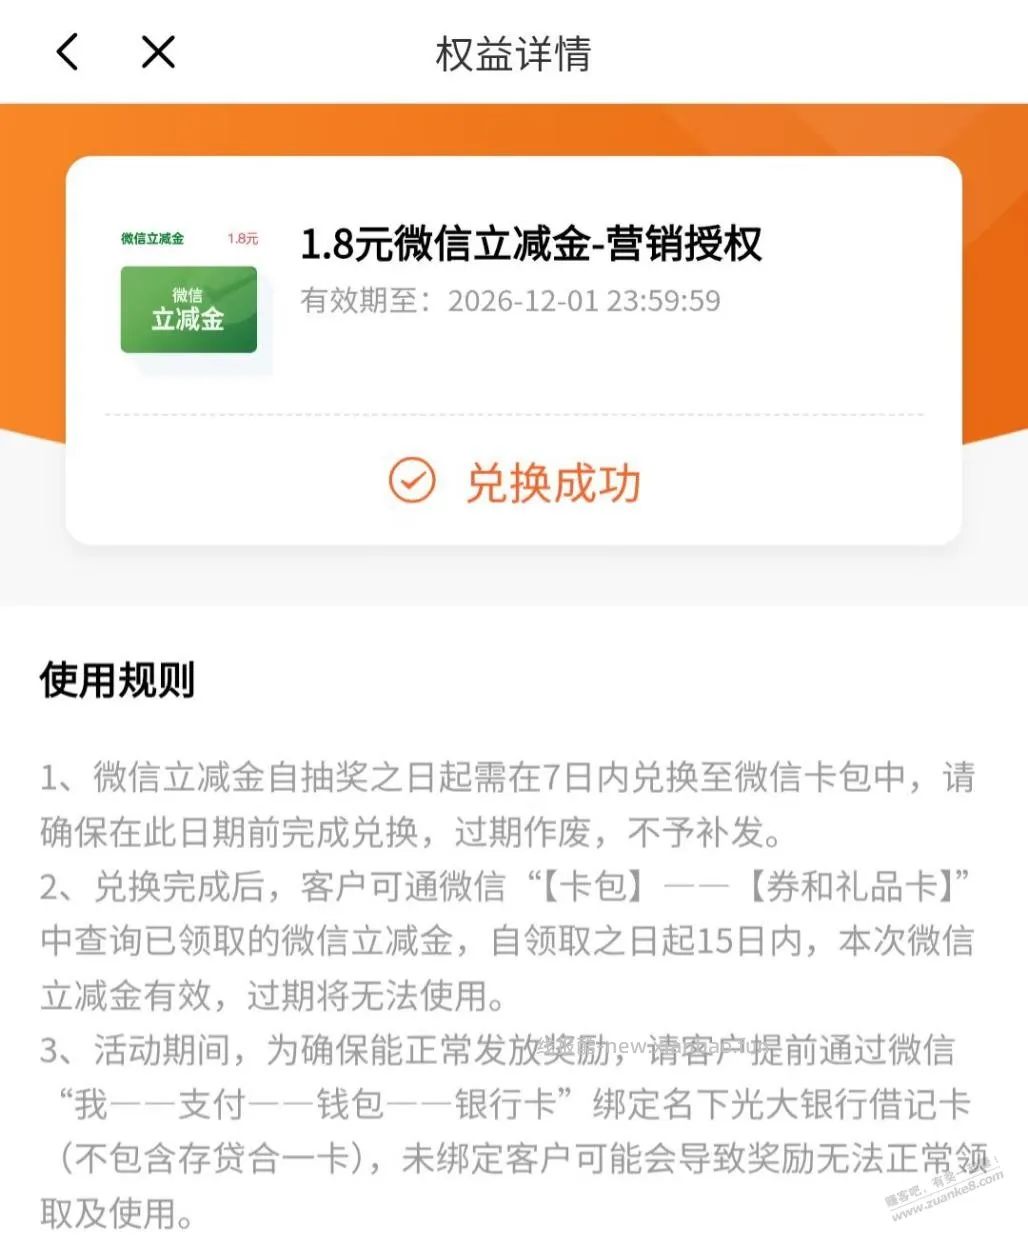 权益详情
微信立减金 1.8元
微信
立减金
1.8元微信立减金-营销授权
有效期至：2026-12-01 23:59:59
兑换成功
使用规则
1、微信立减金自抽奖之日起需在7日内兑换至微信卡包中，请
确保在此日期前完成兑换，过期作废，不予补发。
2、兑换完成后，客户可通微信“【卡包】——【券和礼品卡】”
中查询已领取的微信立减金，自领取之日起15日内，本次微信
立减金有效，过期将无法使用。
3、活动期间，为确保能正常发放奖励，请客户提前通过微信
“我——支付——钱包——银行卡”绑定名下光大银行借记卡
（不包含存贷合一卡），未绑定客户可能会导致奖励无法正常领
取及使用。
赚客吧，有奖一起赚！
www.zuanke8.com